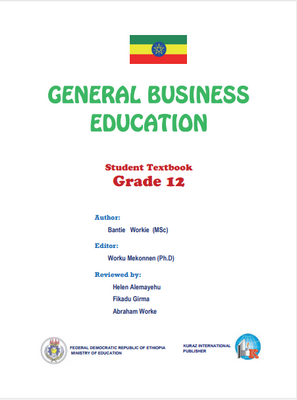 GENERAL BUSINESS
EDUCATION
Student Textbook
Grade 12
Author:
Bantie Workie (MSc)
Editor:
Worku Mekonnen (Ph.D)
Reviewed by:
Helen Alemayehu
Fikadu Girma
Abraham Worke
FEDERAL DEMOCRATIC REPUBLIC OF ETHIOPIA
MINISTRY OF EDUCATION
KURAZ INTERNATIONAL
PUBLISHER